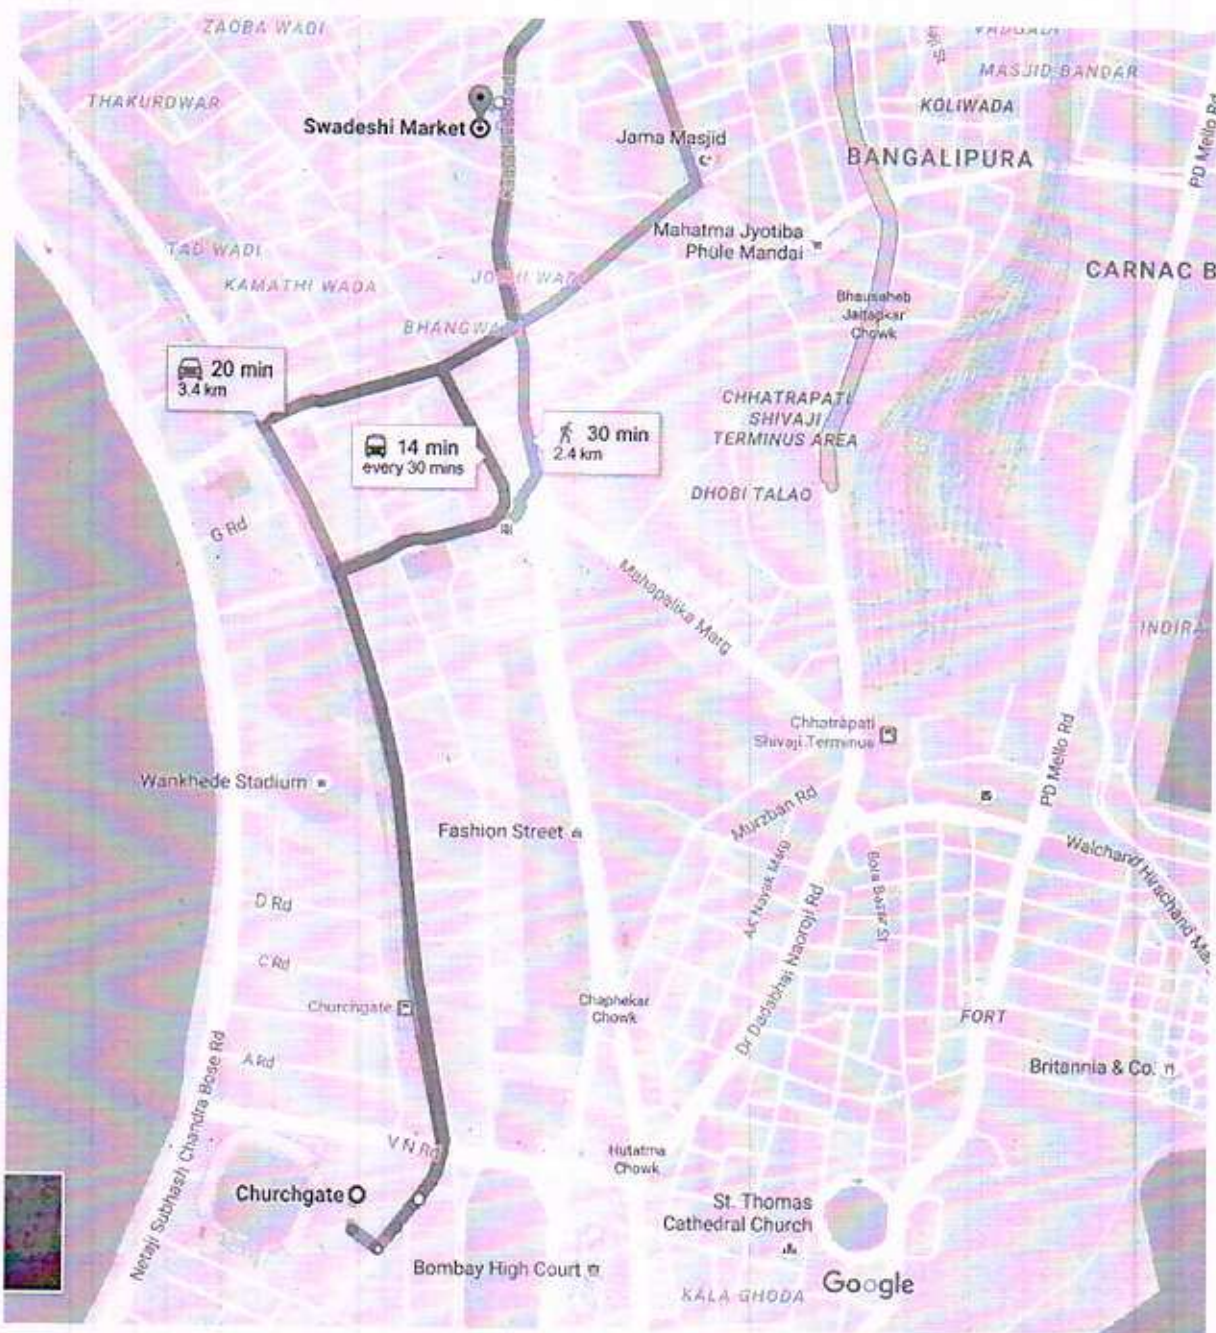 ZAOBA WADI
MASJID BANDAR
THAKURDWAR
KOLIWADA
Swadeshi Market
Jama Masjid
BANGALIPURA
PD Mello Rd
Mahatma Jyotiba
Phule Mandai
TAD WADI
KAMATHI WADA
CARNAC B
Bhausaheb
Chowk
20 min
3.4 km
CHHATRAPATI
SHIVAJI
TERMINUS AREA
14 min
every 30 mins
30 min
2.4 km
DHOBI TALAO
G Rd
Mahapalika Marg
INDIRA
Chhatrapati
Shivaji Terminus
PD Mello Rd
Wankhede Stadium
Murzban Rd
Fashion Street
Walchand Hirachand Mar
AK Nayak Marg
Bora Bazar St
D Rd
Dr Dadabhai Naoroji Rd
C Rd
Churchgate
Chaphekar
Chowk
FORT
A Rd
Britannia & Co.
Netaji Subhash Chandra Bose Rd
V N Rd
Hutatma
Chowk
Churchgate
St. Thomas
Cathedral Church
Bombay High Court
KALA GHODA
Google